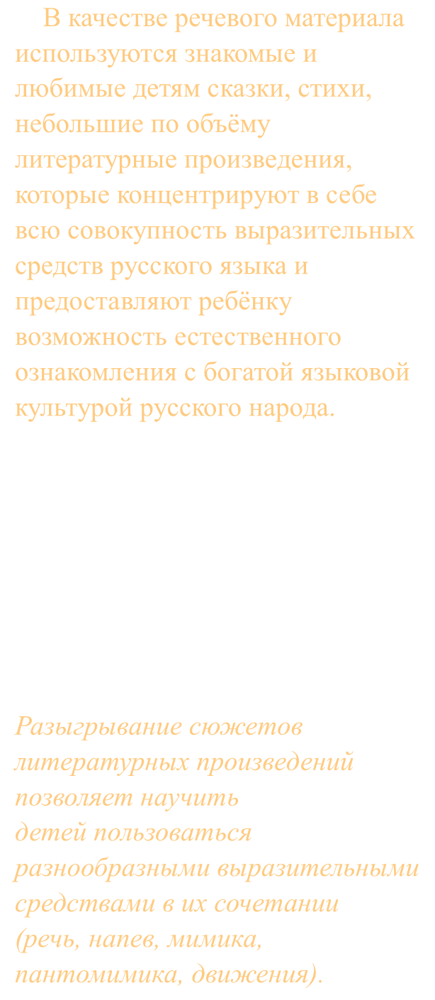 В качестве речевого материала
используются знакомые и
любимые детям сказки, стихи,
небольшие по объёму
литературные произведения,
которые концентрируют в себе
всю совокупность выразительных
средств русского языка и
предоставляют ребёнку
возможность естественного
ознакомления с богатой языковой
культурой русского народа.
Разыгрывание сюжетов
литературных произведений
позволяет научить
детей пользоваться
разнообразными выразительными
средствами в их сочетании
(речь, напев, мимика,
пантомимика, движения).